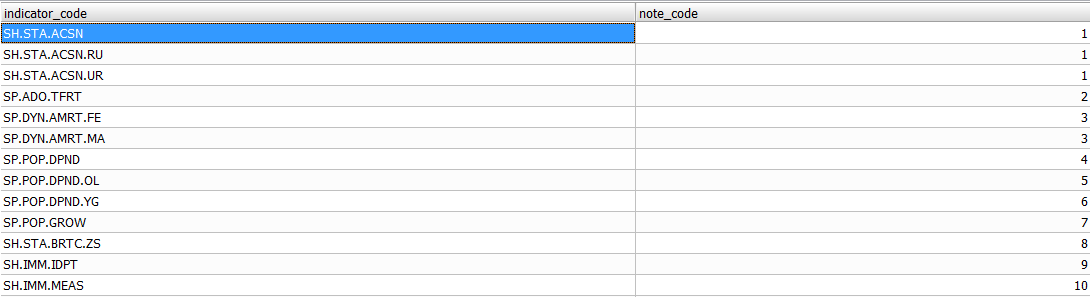 indicator_code note_code
SH.STA.ACSN 1
SH.STA.ACSN.RU 1
SH.STA.ACSN.UR 1
SP.ADO.TFRT 2
SP.DYN.AMRT.FE 3
SP.DYN.AMRT.MA 3
SP.POP.DPND 4
SP.POP.DPND.OL 5
SP.POP.DPND.YG 6
SP.POP.GROW 7
SH.STA.BRTC.ZS 8
SH.IMM.IDPT 9
SH.IMM.MEAS 10